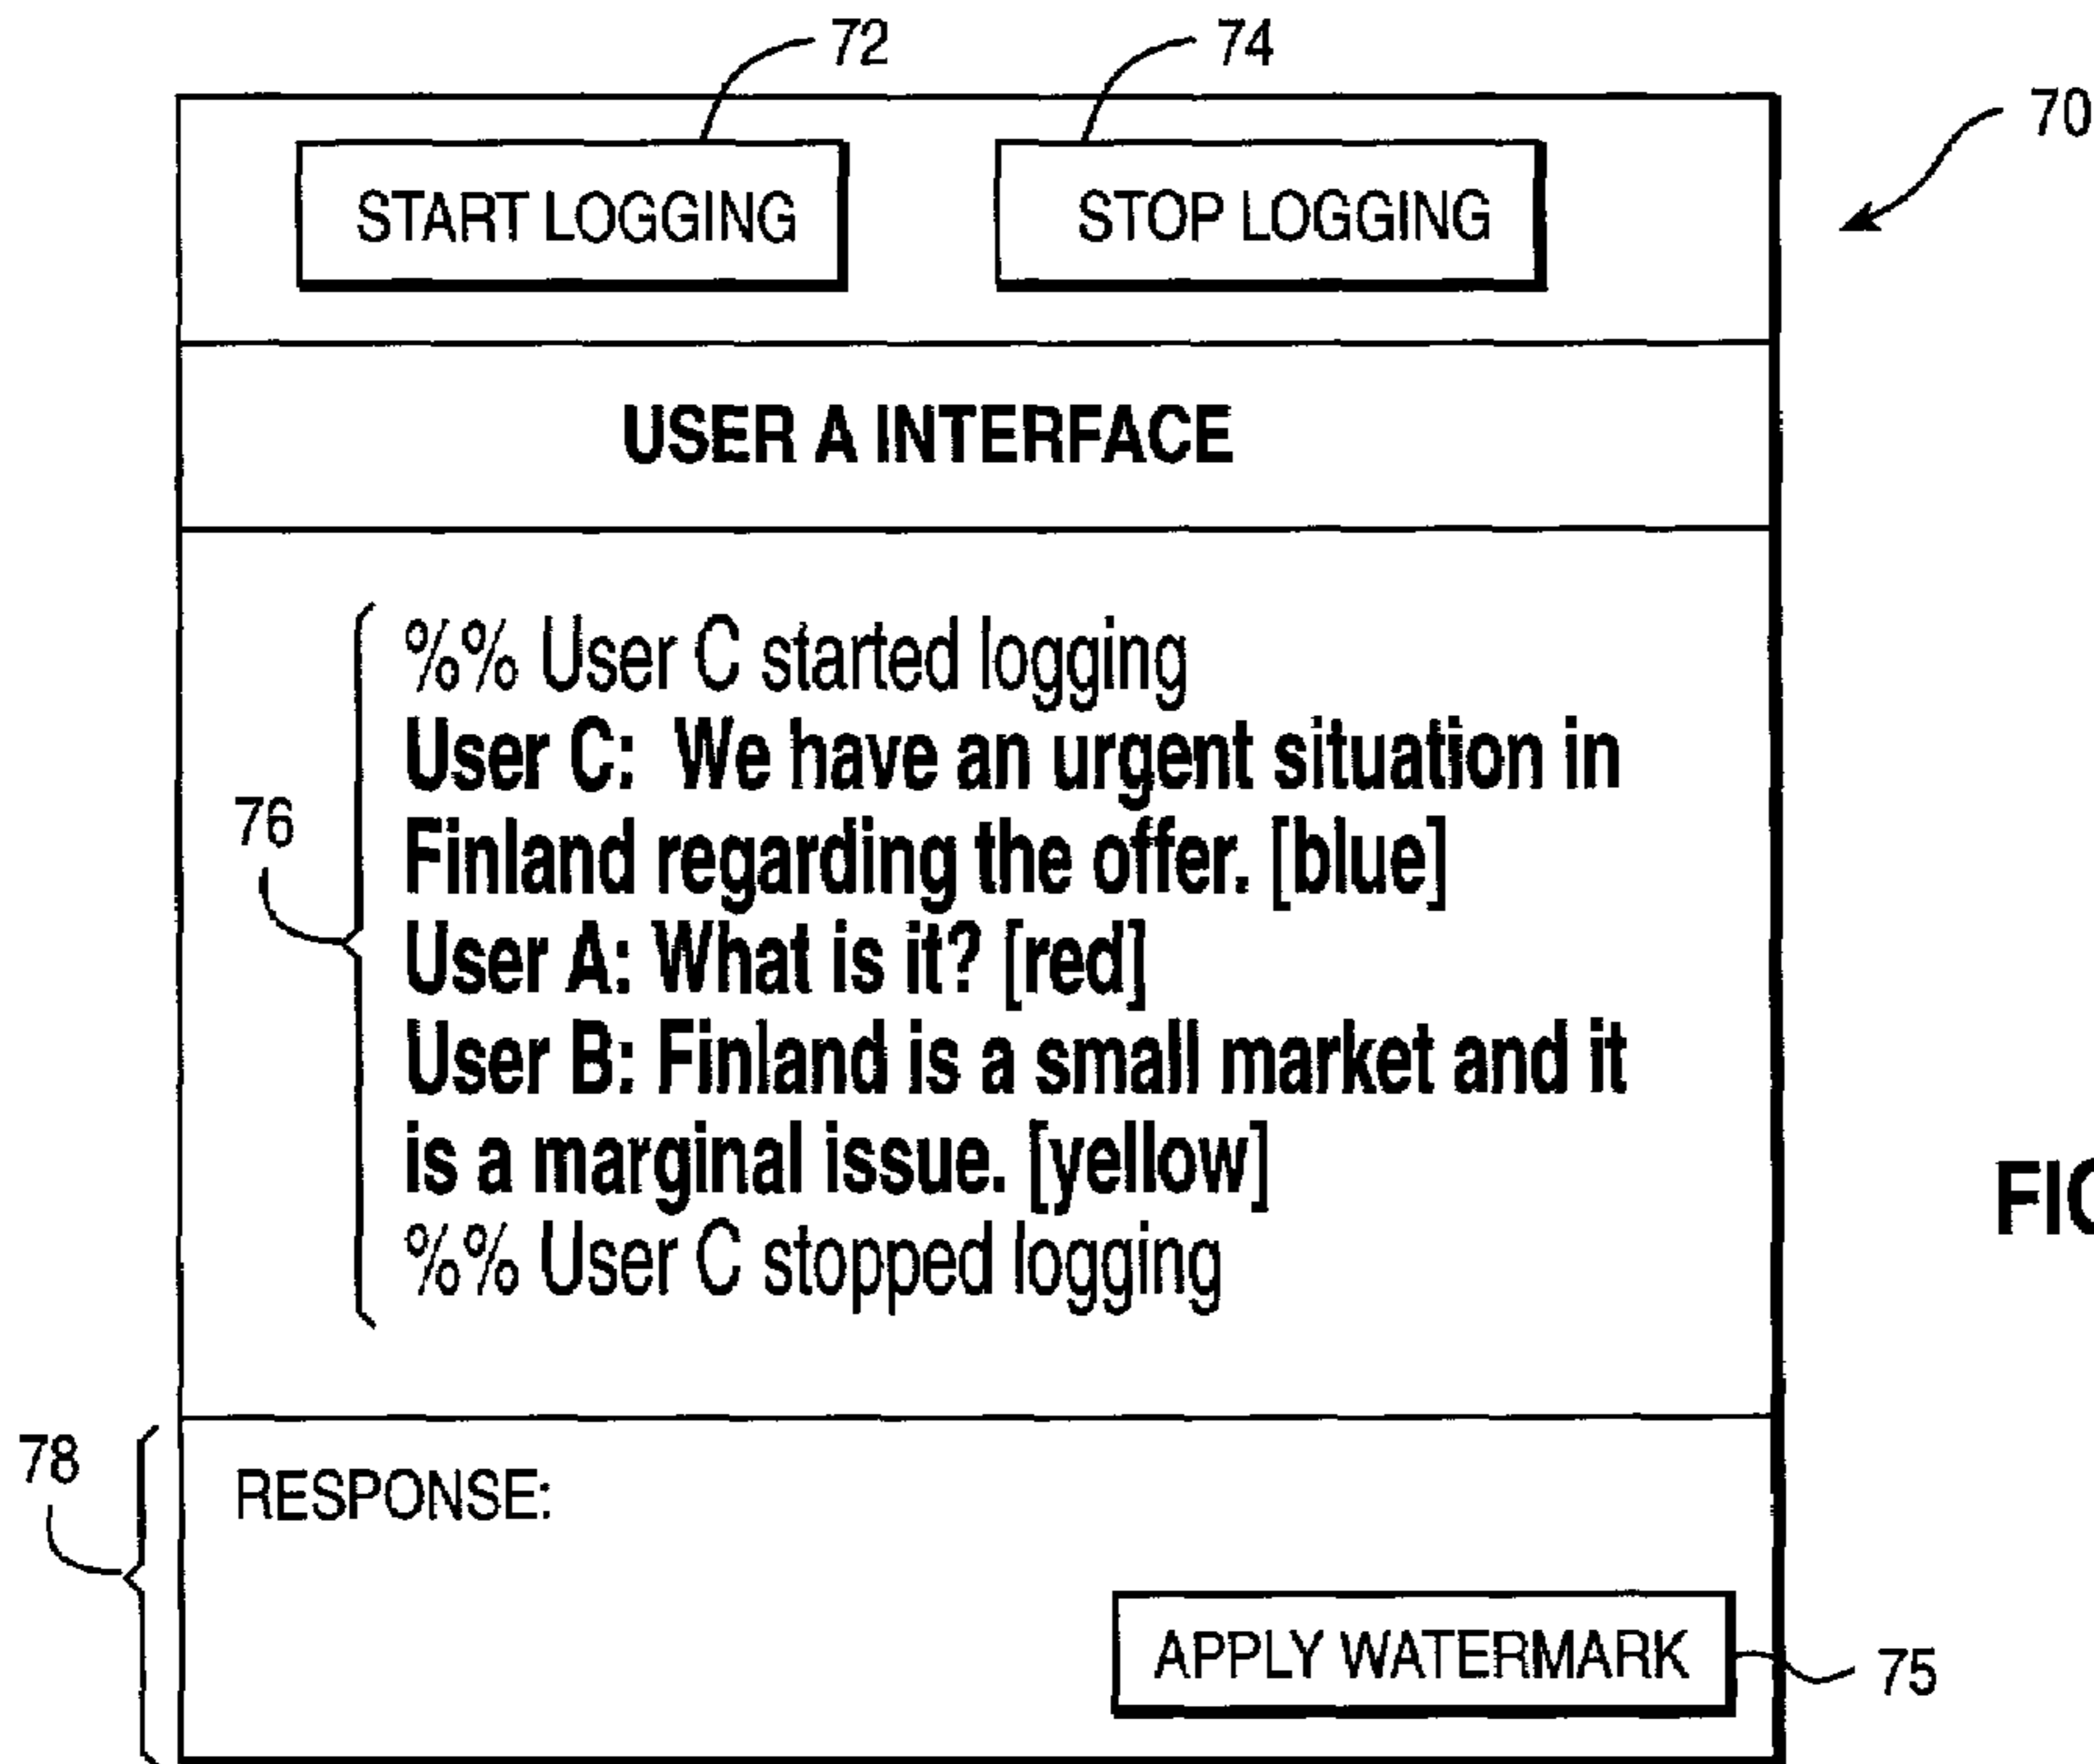 72
74
70
START LOGGING
STOP LOGGING
USER A INTERFACE
%% User C started logging
User C:  We have an urgent situation in
Finland regarding the offer. [blue]
User A: What is it? [red]
User B: Finland is a small market and it
is a marginal issue. [yellow]
%% User C stopped logging
76
78
RESPONSE:
APPLY WATERMARK
75